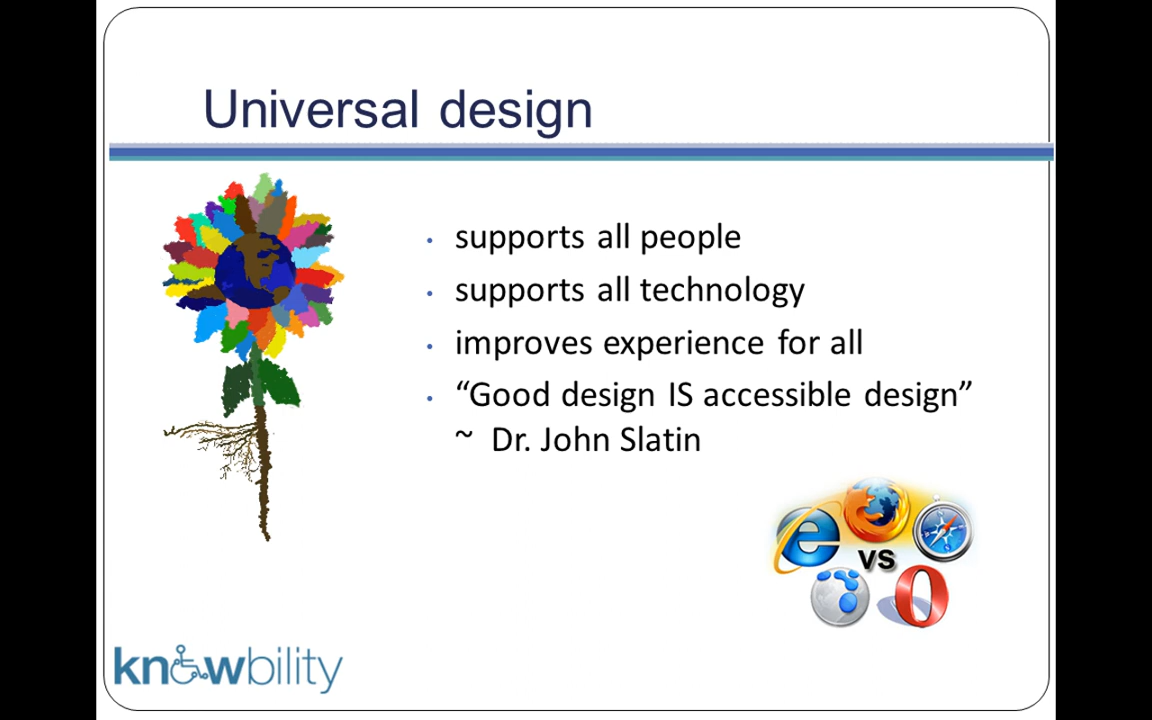 Universal design
• supports all people
• supports all technology
• improves experience for all
• “Good design IS accessible design”
~ Dr. John Slatin
vs
knowbility